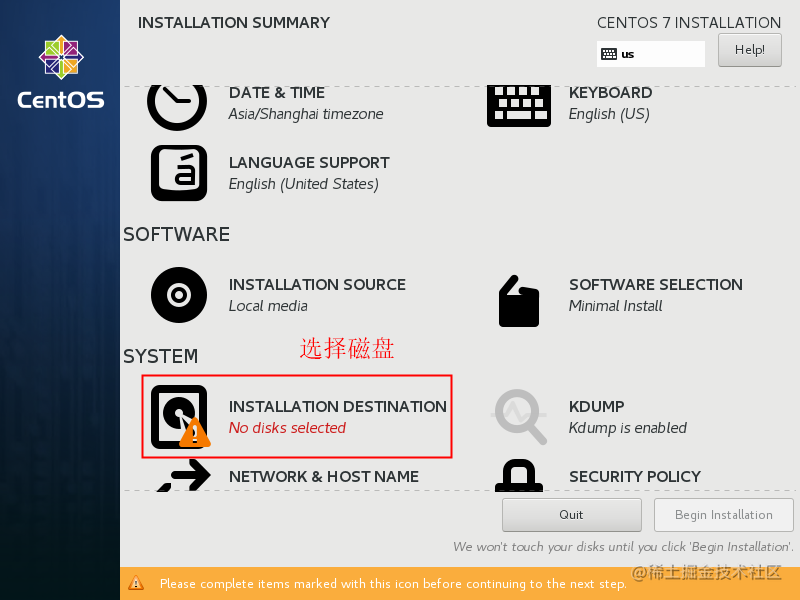 INSTALLATION SUMMARY
CENTOS 7 INSTALLATION
us
Help!
CentOS
DATE & TIME
Asia/Shanghai timezone
KEYBOARD
English (US)
á
LANGUAGE SUPPORT
English (United States)
SOFTWARE
INSTALLATION SOURCE
Local media
SOFTWARE SELECTION
Minimal Install
SYSTEM
选择磁盘
INSTALLATION DESTINATION
No disks selected
KDUMP
Kdump is enabled
NETWORK & HOST NAME
SECURITY POLICY
Quit
Begin Installation
We won't touch your disks until you click 'Begin Installation'.
Please complete items marked with this icon before continuing to the next step.
@稀土掘金技术社区